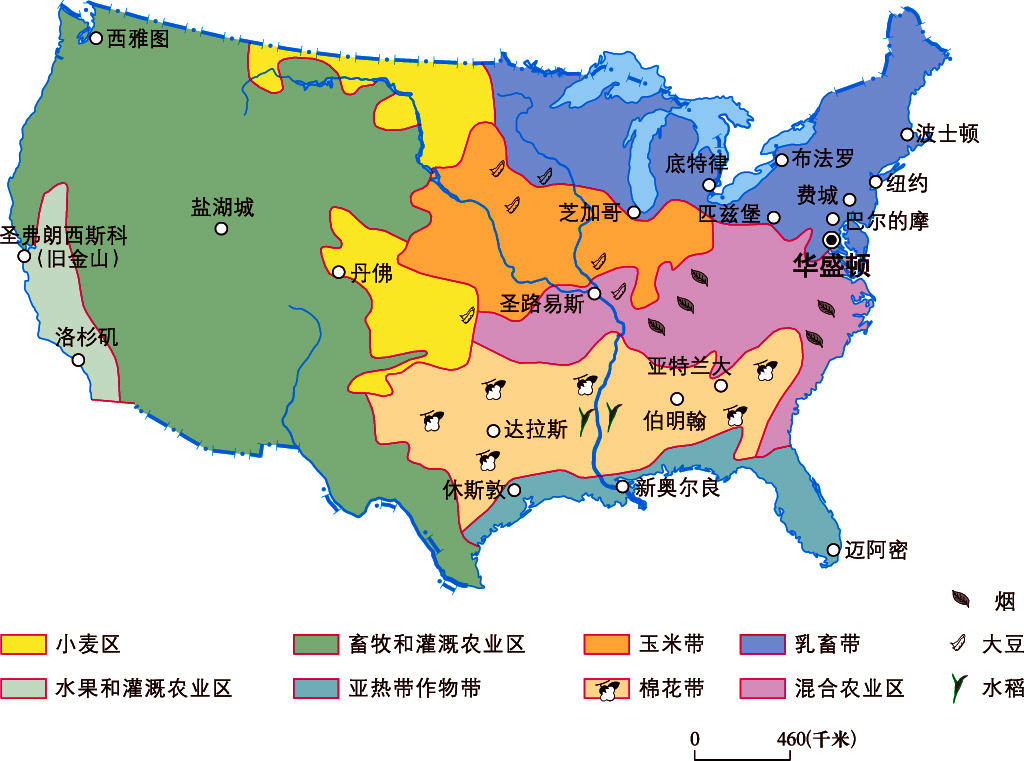 西雅图
波士顿
底特律
布法罗
纽约
费城
盐湖城
芝加哥
匹兹堡
巴尔的摩
圣弗朗西斯科
(旧金山)
华盛顿
丹佛
圣路易斯
洛杉矶
亚特兰大
伯明翰
达拉斯
休斯敦
新奥尔良
迈阿密
烟
小麦区
畜牧和灌溉农业区
玉米带
乳畜带
大豆
水果和灌溉农业区
亚热带作物带
棉花带
混合农业区
水稻
0
460(千米)